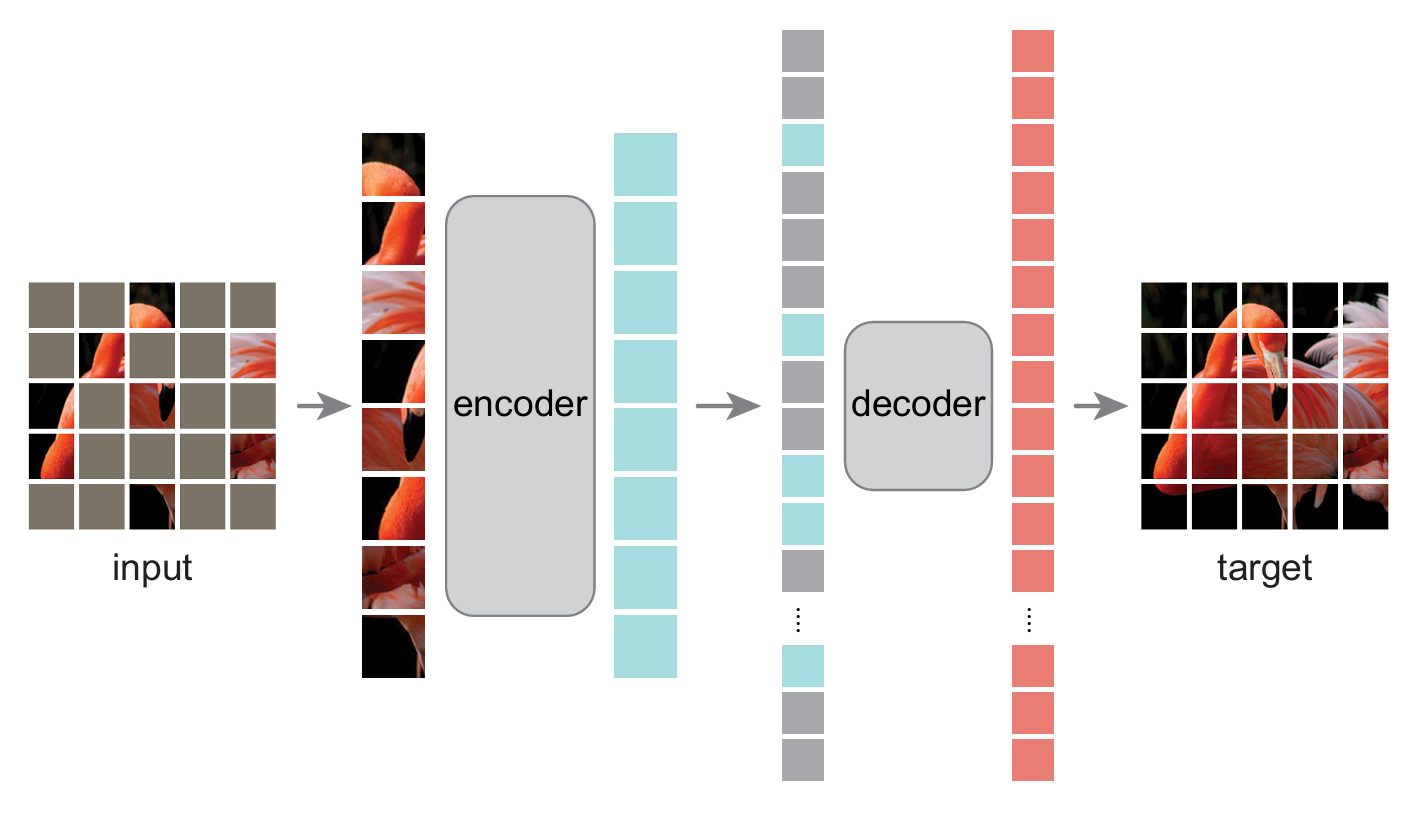 input
encoder
decoder
target